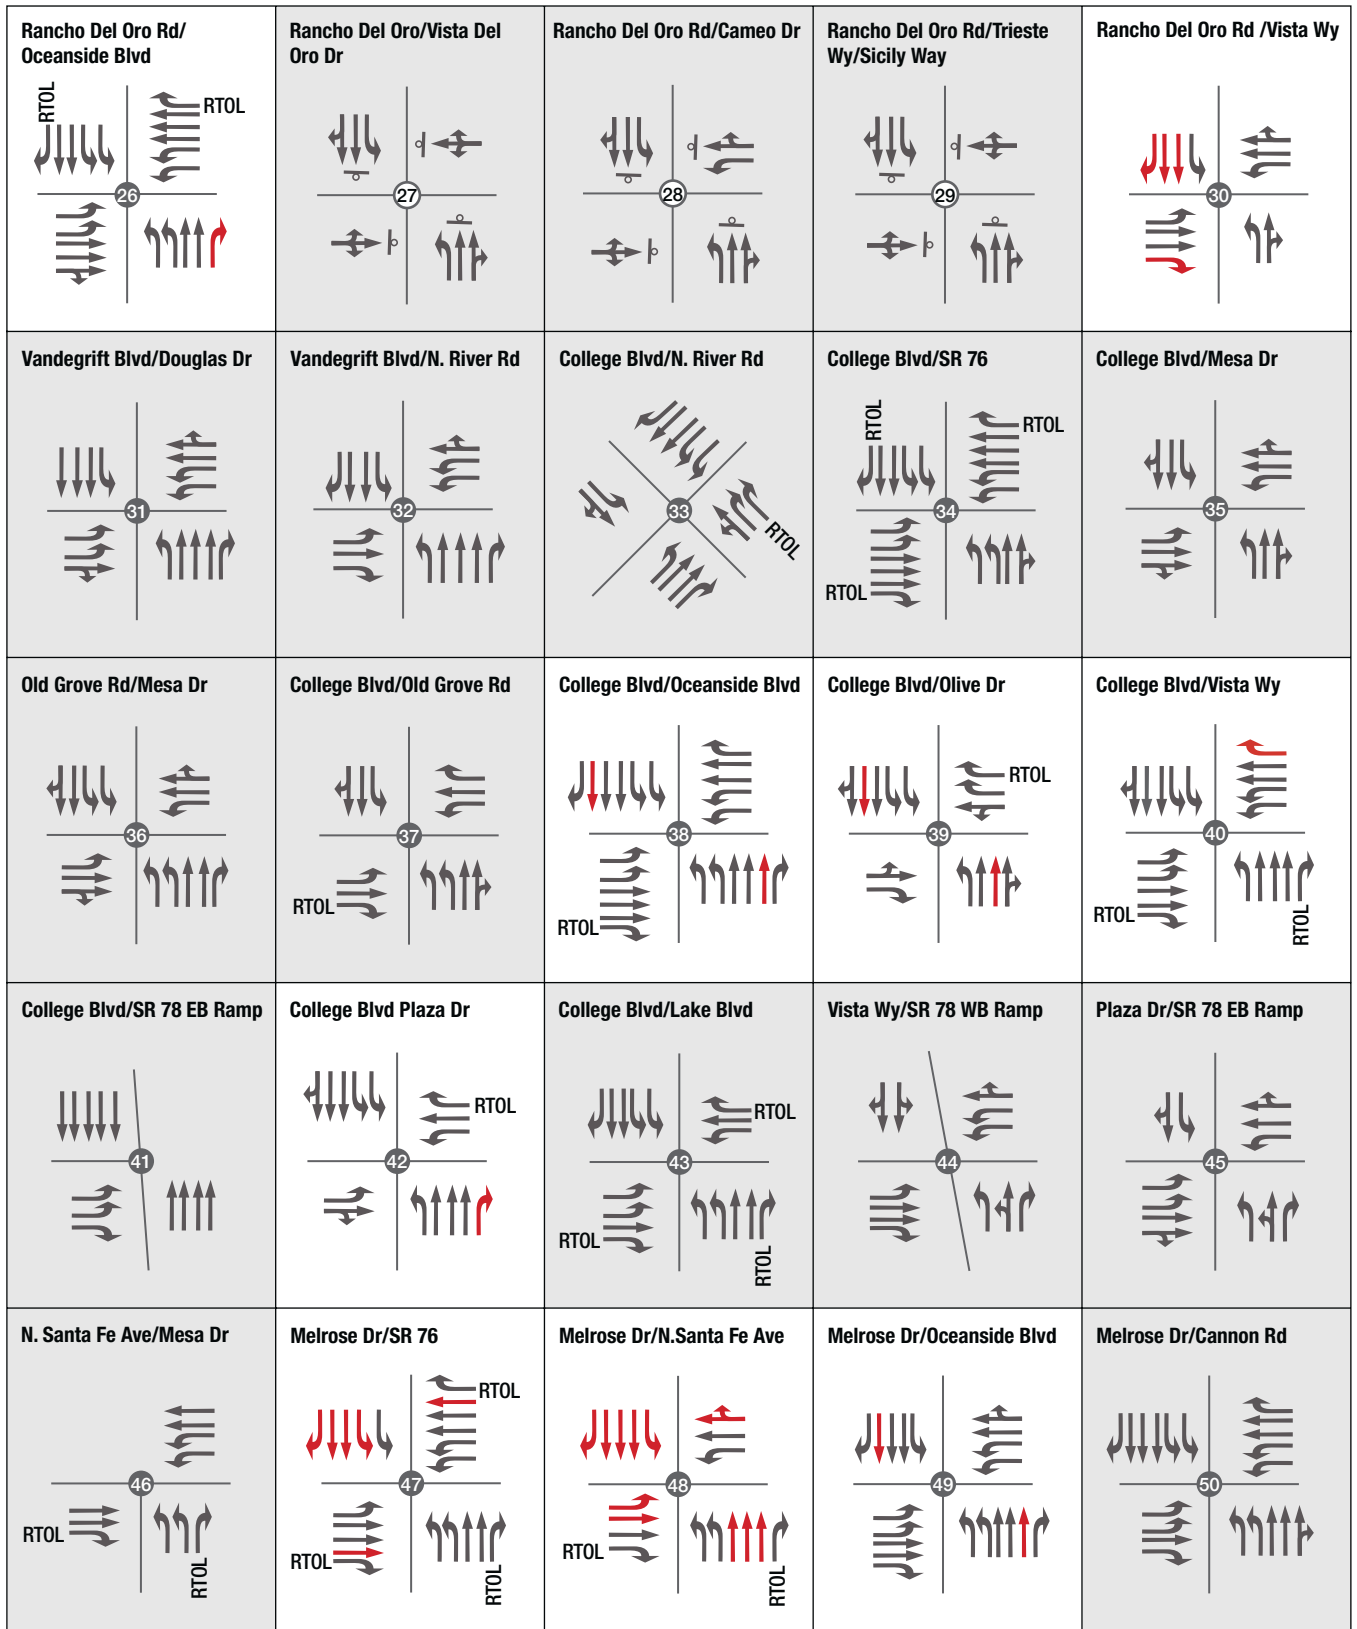 Rancho Del Oro Rd/
Oceanside Blvd
RTOL
RTOL
26
Rancho Del Oro/Vista Del
Oro Dr
27
Rancho Del Oro Rd/Cameo Dr
28
Rancho Del Oro Rd/Trieste
Wy/Sicily Way
29
Rancho Del Oro Rd /Vista Wy
30
Vandegrift Blvd/Douglas Dr
31
Vandegrift Blvd/N. River Rd
32
College Blvd/N. River Rd
33
RTOL
College Blvd/SR 76
RTOL
RTOL
34
RTOL
College Blvd/Mesa Dr
35
Old Grove Rd/Mesa Dr
36
College Blvd/Old Grove Rd
37
RTOL
College Blvd/Oceanside Blvd
38
RTOL
College Blvd/Olive Dr
RTOL
39
College Blvd/Vista Wy
40
RTOL
RTOL
College Blvd/SR 78 EB Ramp
41
College Blvd Plaza Dr
RTOL
42
College Blvd/Lake Blvd
RTOL
43
RTOL
RTOL
Vista Wy/SR 78 WB Ramp
44
Plaza Dr/SR 78 EB Ramp
45
N. Santa Fe Ave/Mesa Dr
46
RTOL
RTOL
Melrose Dr/SR 76
RTOL
47
RTOL
RTOL
Melrose Dr/N.Santa Fe Ave
48
RTOL
RTOL
Melrose Dr/Oceanside Blvd
49
Melrose Dr/Cannon Rd
50